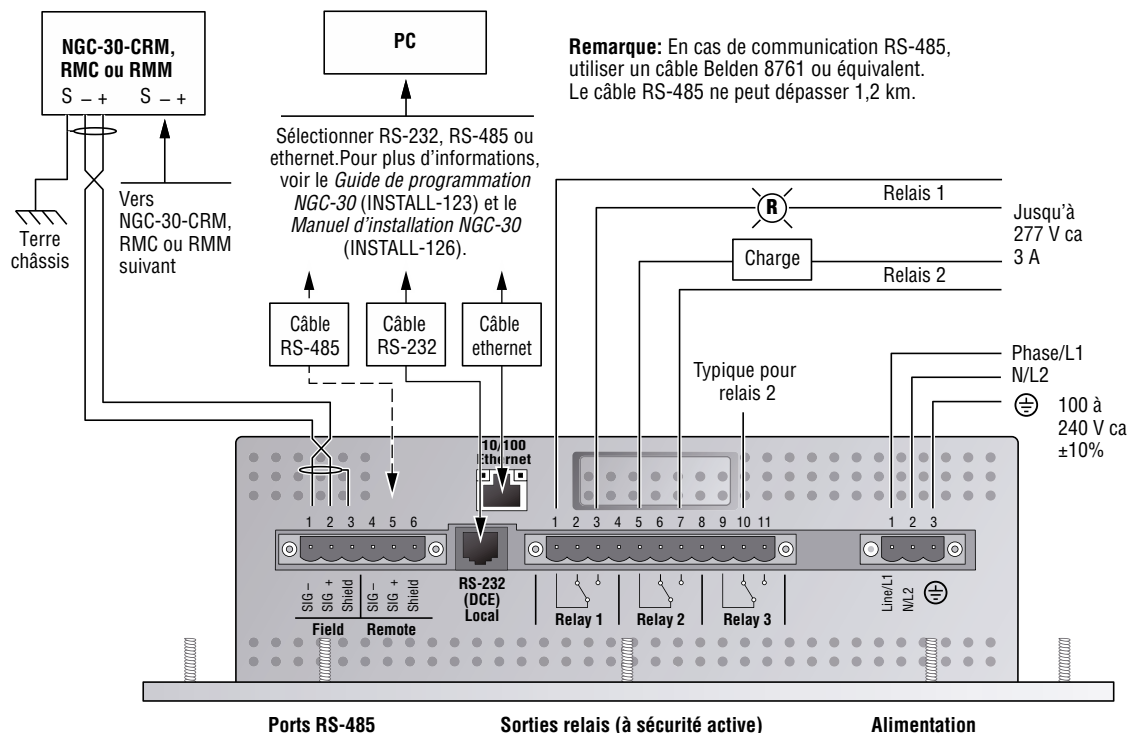 NGC-30-CRM,
RMC ou RMM
S – + S – +
PC
Remarque: En cas de communication RS-485,
utiliser un câble Belden 8761 ou équivalent.
Le câble RS-485 ne peut dépasser 1,2 km.
Sélectionner RS-232, RS-485 ou
ethernet.Pour plus d'informations,
voir le Guide de programmation
NGC-30 (INSTALL-123) et le
Manuel d'installation NGC-30
(INSTALL-126).
Terre
châssis
Vers
NGC-30-CRM,
RMC ou RMM
suivant
Relais 1
R
Charge
Relais 2
Jusqu'à
277 V ca
3 A
Câble
RS-485
Câble
RS-232
Câble
ethernet
Typique pour
relais 2
Phase/L1
N/L2
100 à
240 V ca
±10%
10/100
Ethernet
1 2 3 4 5 6
1 2 3 4 5 6 7 8 9 10 11
1 2 3
SIG –
SIG +
Shield
SIG –
SIG +
Shield
Field Remote
RS-232
(DCE)
Local
Relay 1 Relay 2 Relay 3
Line/L1
N/L2
Ports RS-485
Sorties relais (à sécurité active)
Alimentation